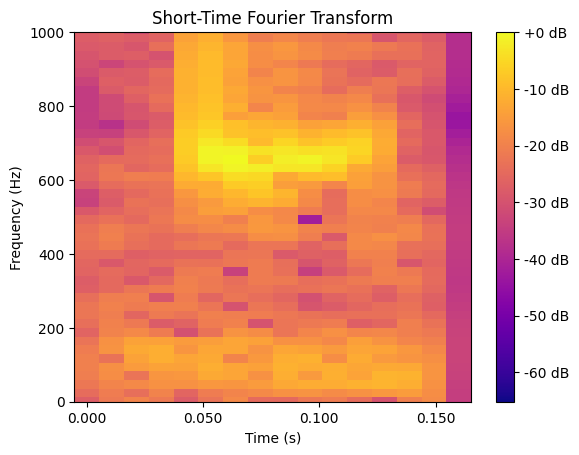 Short-Time Fourier Transform
1000
800
600
400
200
0
Frequency (Hz)
0.000
0.050
0.100
0.150
Time (s)
+0 dB
-10 dB
-20 dB
-30 dB
-40 dB
-50 dB
-60 dB